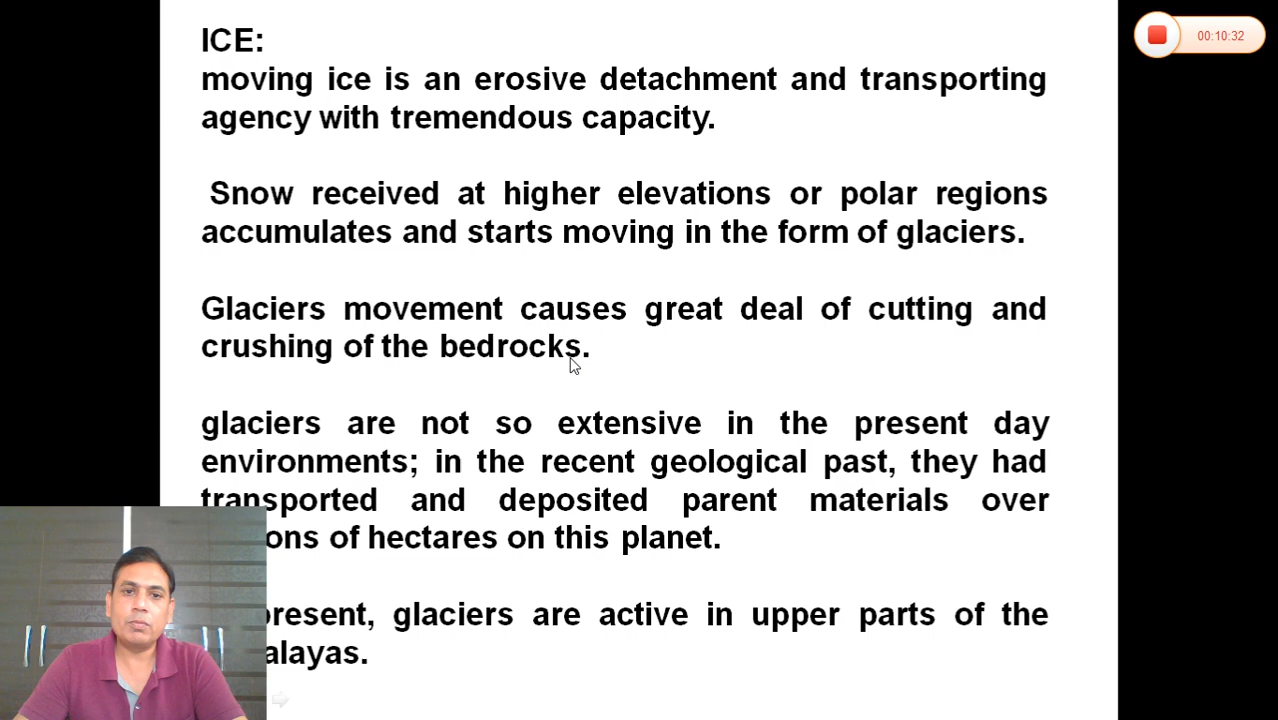 ICE:
00:10:32
moving ice is an erosive detachment and transporting
agency with tremendous capacity.
Snow received at higher elevations or polar regions
accumulates and starts moving in the form of glaciers.
Glaciers movement causes great deal of cutting and
crushing of the bedrocks.
glaciers are not so extensive in the present day
environments; in the recent geological past, they had
transported and deposited parent materials over
of hectares on this planet.
present, glaciers are active in upper parts of the